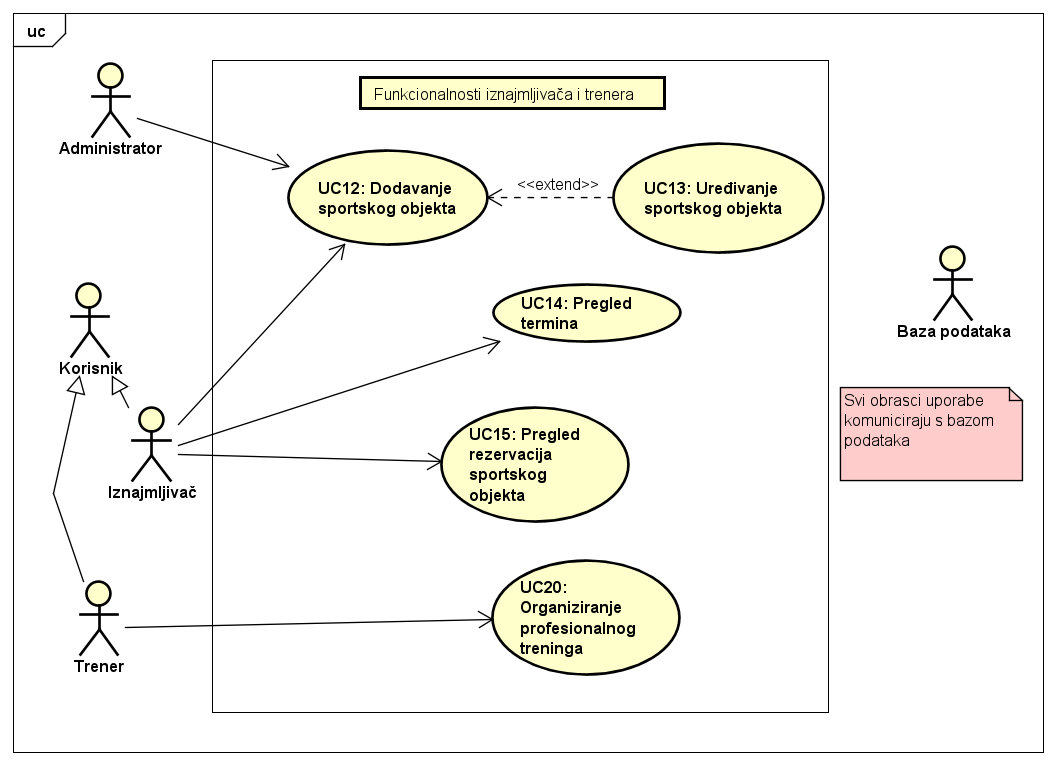 uc
Funkcionalnosti iznajmljivača i trenera
Administrator
UC12: Dodavanje
sportskog objekta
<<extend>>
UC13: Uređivanje
sportskog objekta
UC14: Pregled
termina
Baza podataka
Korisnik
Svi obrasci uporabe
komuniciraju s bazom
podataka
Iznajmljivač
UC15: Pregled
rezervacija
sportskog
objekta
UC20:
Organiziranje
profesionalnog
treninga
Trener